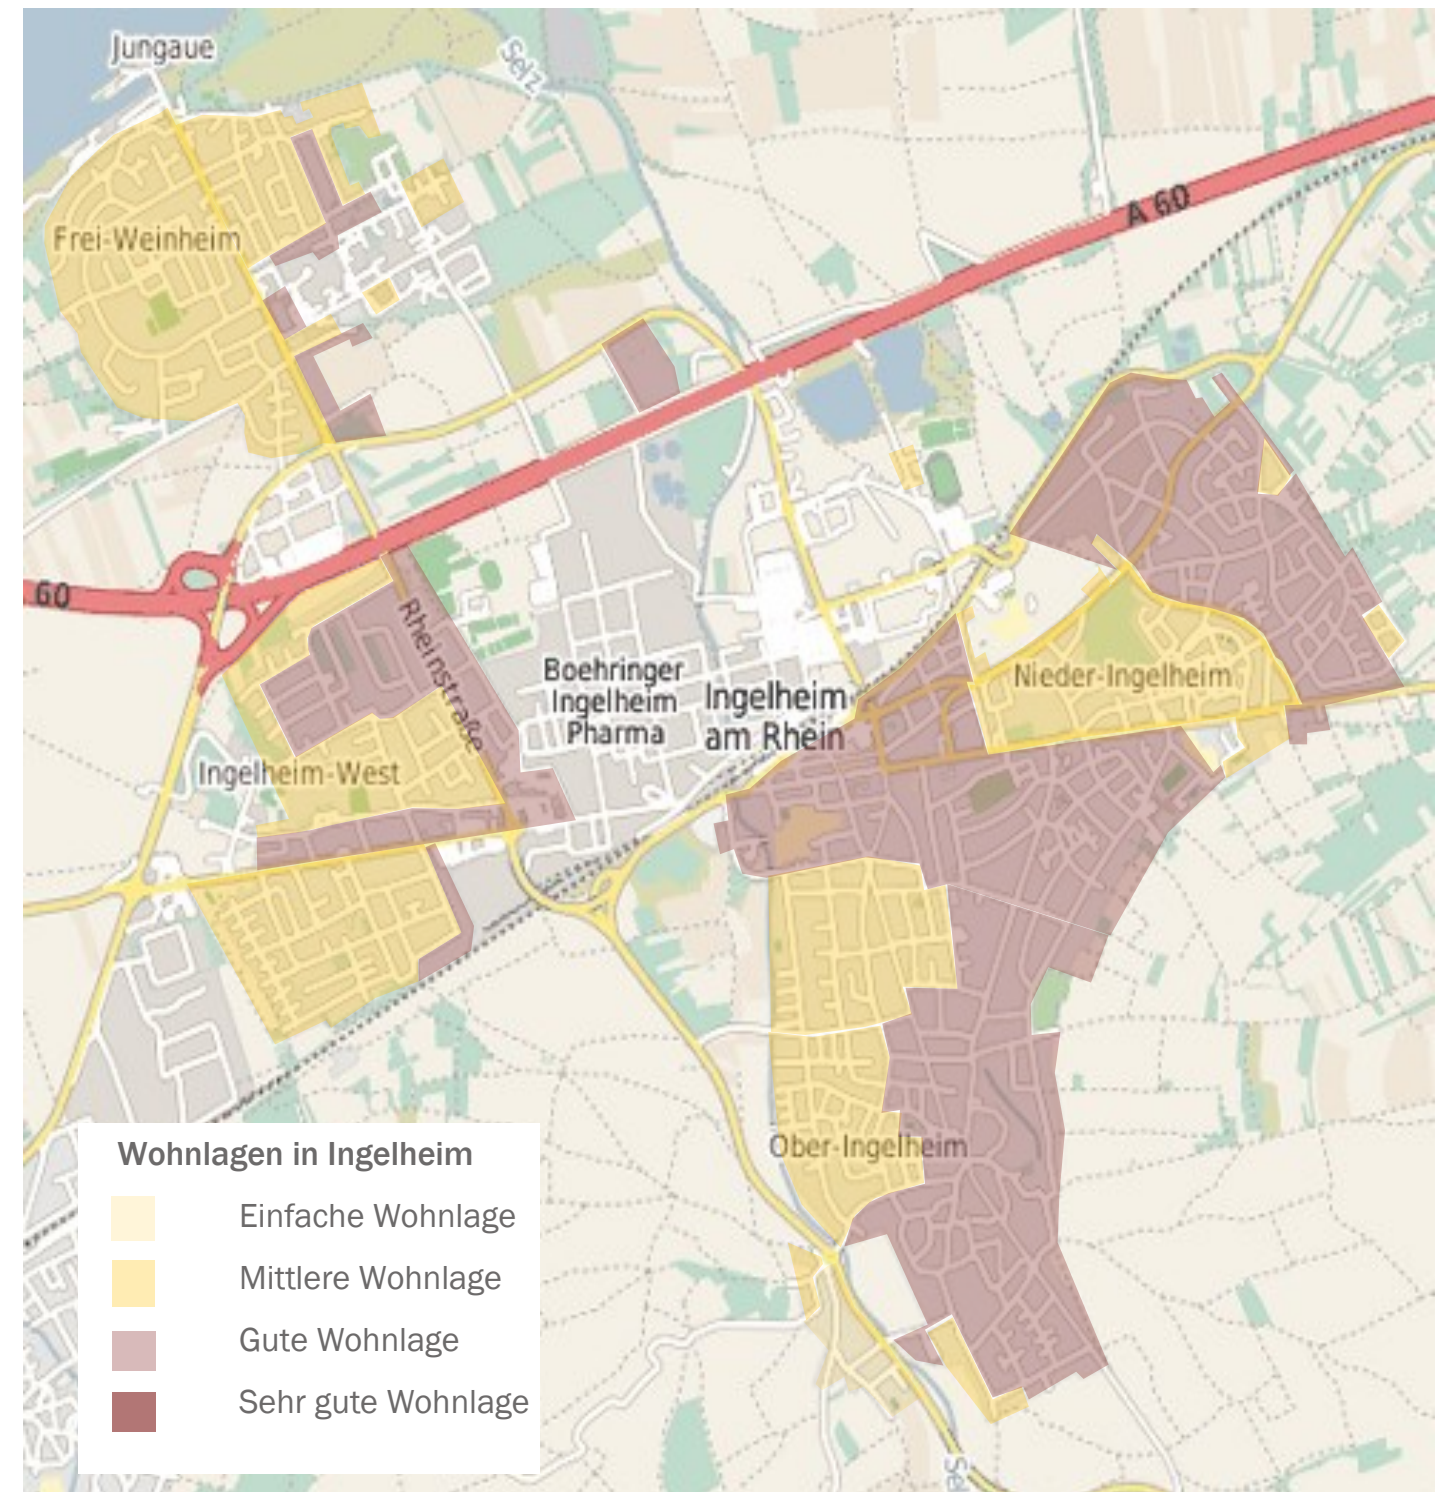 Jungaue
Selz
Frei-Weinheim
A 60
60
Rheinstraße
Boehringer
Ingelheim
Pharma
Ingelheim
am Rhein
Nieder-Ingelheim
Ingelheim-West
Ober-Ingelheim
Wohnlagen in Ingelheim
Einfache Wohnlage
Mittlere Wohnlage
Gute Wohnlage
Sehr gute Wohnlage
Sel